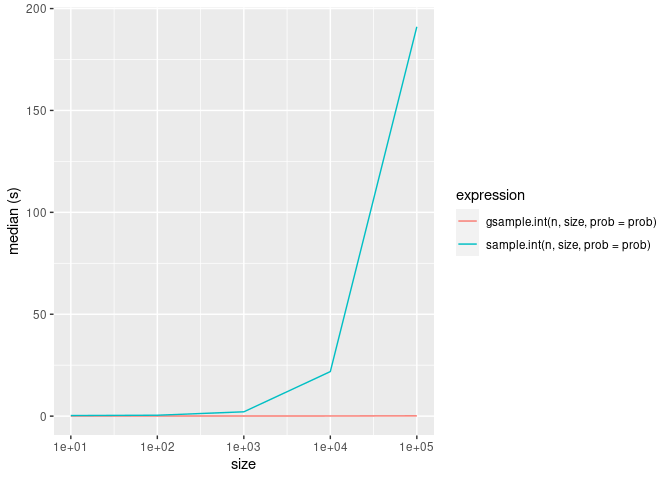 200
150
100
50
0
median (s)
1e+01 1e+02 1e+03 1e+04 1e+05
size
expression
gsample.int(n, size, prob = prob)
sample.int(n, size, prob = prob)